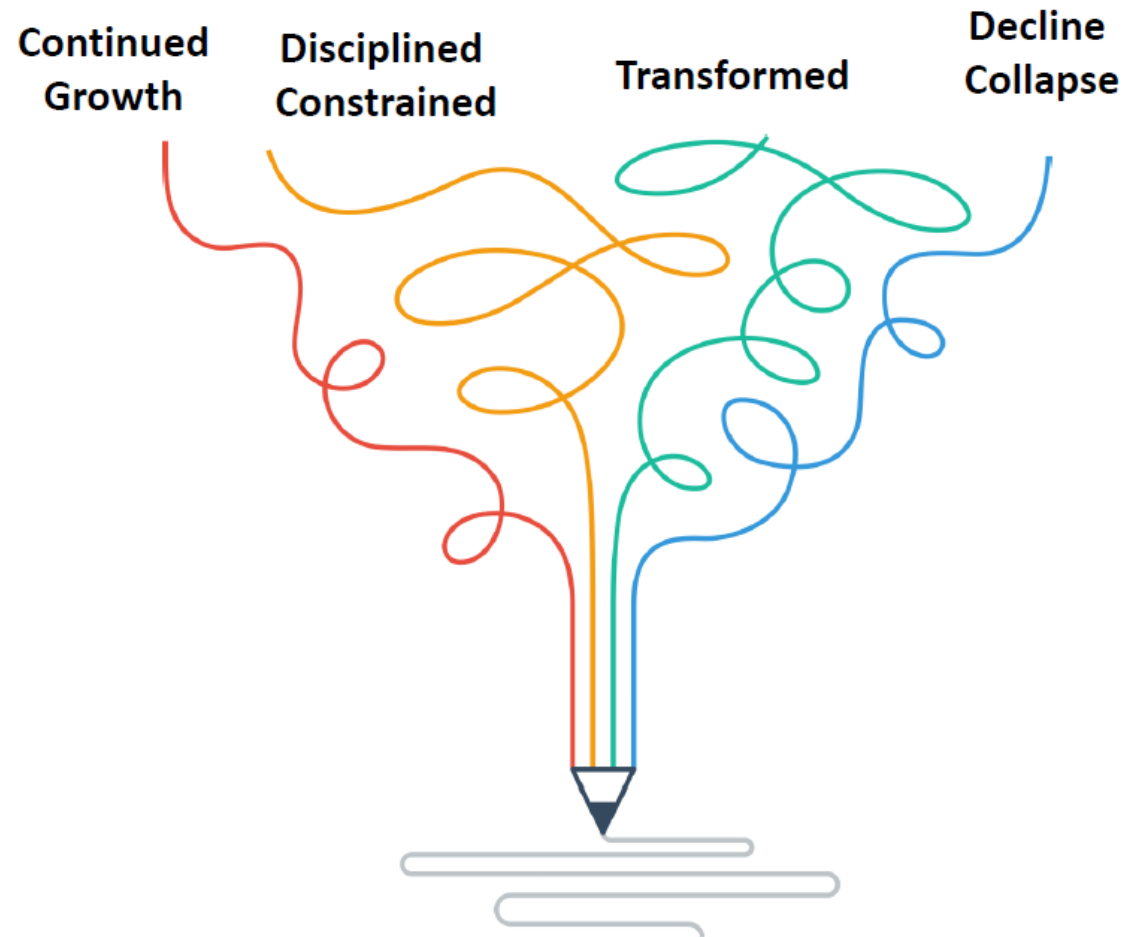 Continued
Growth
Disciplined
Constrained
Transformed
Decline
Collapse